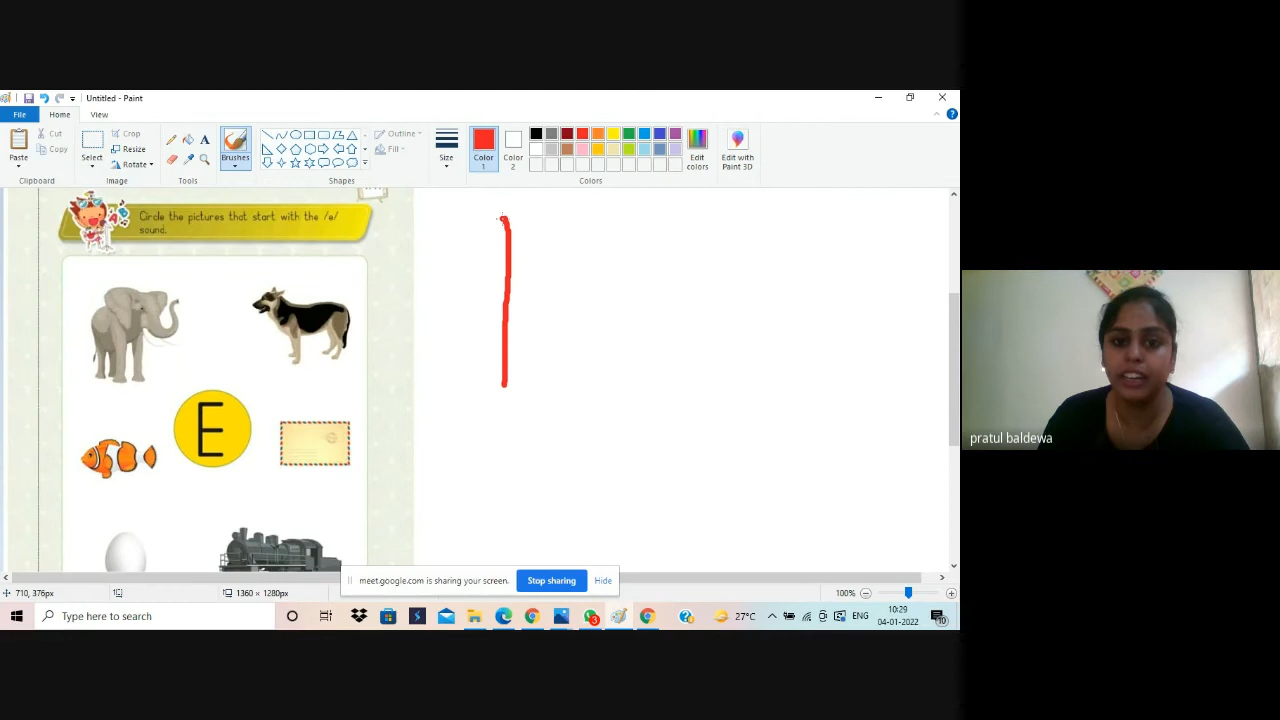 Untitled - Paint
File
Home
View
Paste
Cut
Copy
Clipboard
Select
Crop
Resize
Rotate
Image
A
Tools
Brushes
Outline
Fill
Shapes
Size
Color 1
Color 2
Edit colors
Edit with Paint 3D
Colors
A B
Circle the pictures that start with the /e/
sound.
E
pratul baldewa
meet.google.com is sharing your screen.
Stop sharing
Hide
710, 376px
1360 × 1280px
100%
Type here to search
3
27°C
ENG
10:29
04-01-2022
10